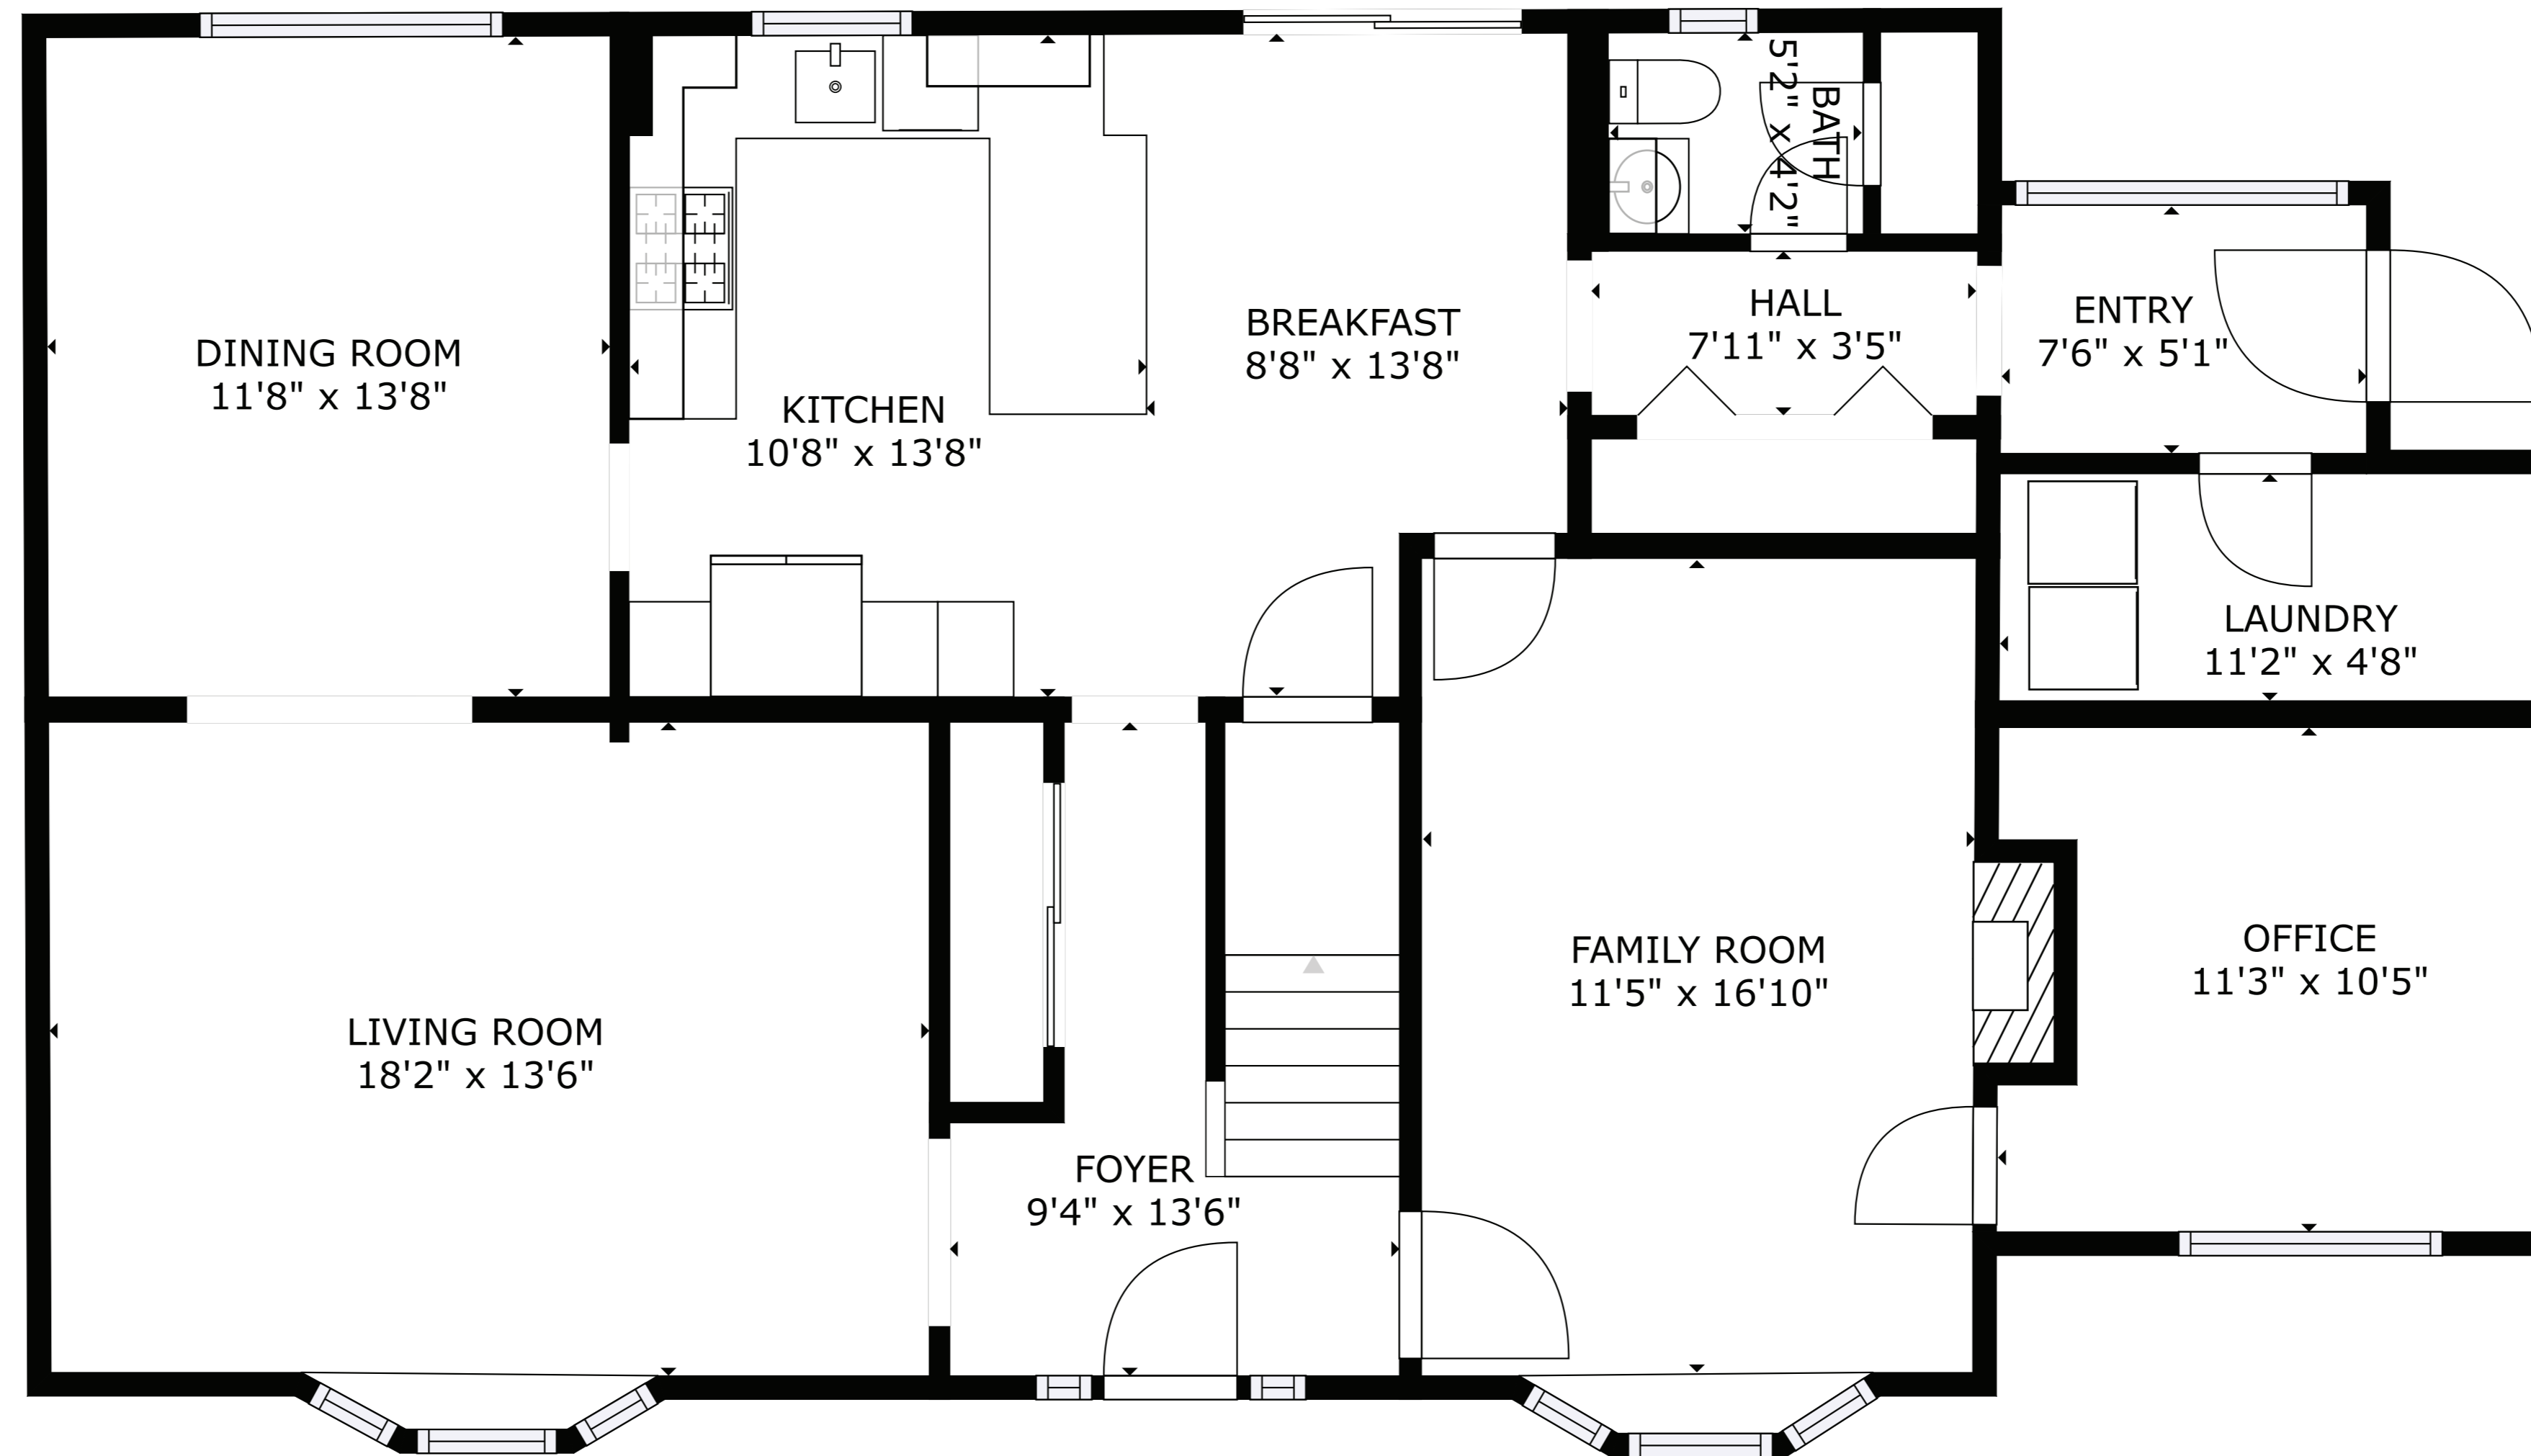 DINING ROOM
11'8" x 13'8"
KITCHEN
10'8" x 13'8"
BREAKFAST
8'8" x 13'8"
BATH
5'2" x 4'2"
HALL
7'11" x 3'5"
ENTRY
7'6" x 5'1"
LAUNDRY
11'2" x 4'8"
LIVING ROOM
18'2" x 13'6"
FOYER
9'4" x 13'6"
FAMILY ROOM
11'5" x 16'10"
OFFICE
11'3" x 10'5"